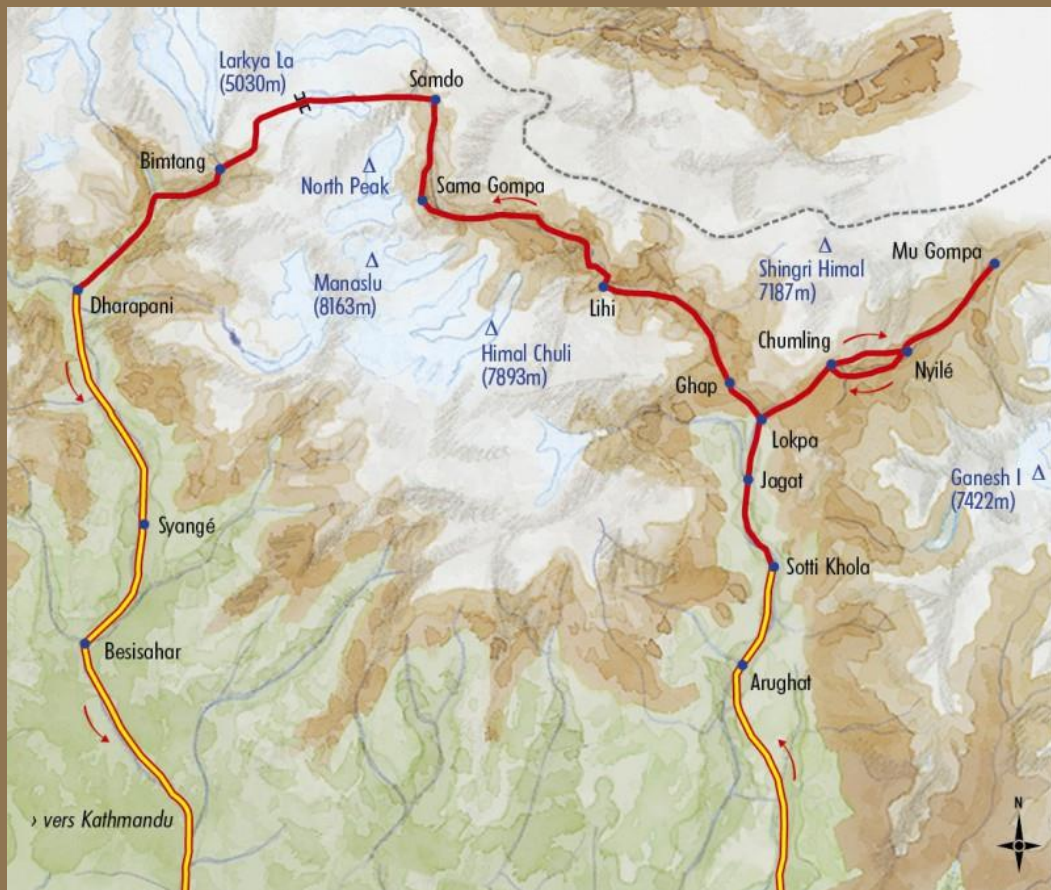 Larkya La
(5030m)
Samdo
Bimtang
North Peak
Sama Gompa
Mu Gompa
Shingri Himal
7187m)
Manaslu
(8163m)
Dharapani
Lihi
Himal Chuli
(7893m)
Chumling
Nyilé
Ghap
Lokpa
Jagat
Ganesh I
(7422m)
Syangé
Sotti Khola
Besisahar
Arughat
› vers Kathmandu
N